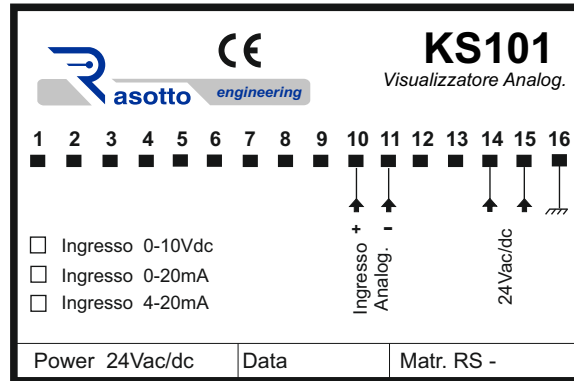 CE
KS101
Visualizzatore Analog.
Rasotto engineering
1 2 3 4 5 6 7 8 9 10 11 12 13 14 15 16
Ingresso 0-10Vdc
Ingresso 0-20mA
Ingresso 4-20mA
Ingresso +
Analog. -
24Vac/dc
Power 24Vac/dc
Data
Matr. RS -